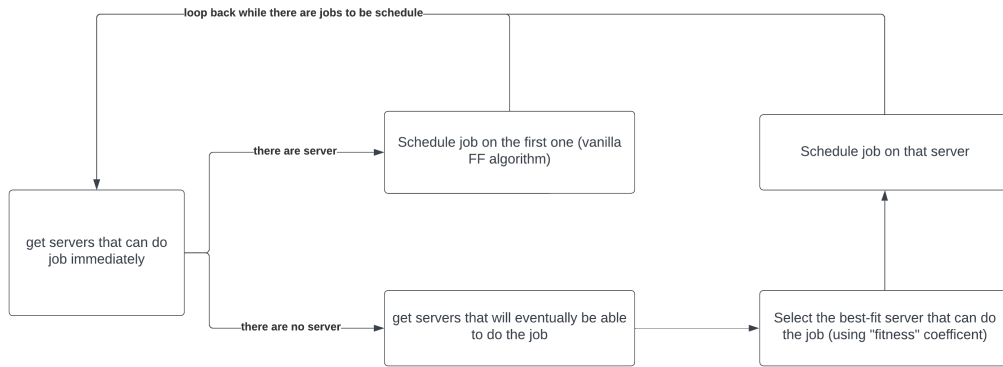 loop back while there are jobs to be schedule
there are server
Schedule job on the first one (vanilla
FF algorithm)
Schedule job on that server
get servers that can do
job immediately
there are no server
get servers that will eventually be able
to do the job
Select the best-fit server that can do
the job (using "fitness" coefficent)